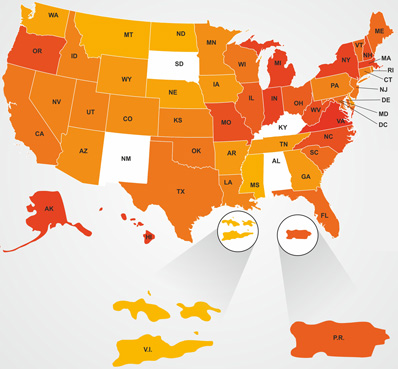 WA
MT
ND
MN
ME
VT
NH
OR
ID
SD
WI
MI
NY
MA
RI
CT
WY
IA
PA
NJ
NV
NE
IL
IN
OH
DE
MD
UT
CO
KS
MO
WV
VA
DC
CA
KY
NC
AZ
NM
OK
AR
TN
SC
TX
LA
MS
AL
GA
AK
HI
FL
V.I.
P.R.